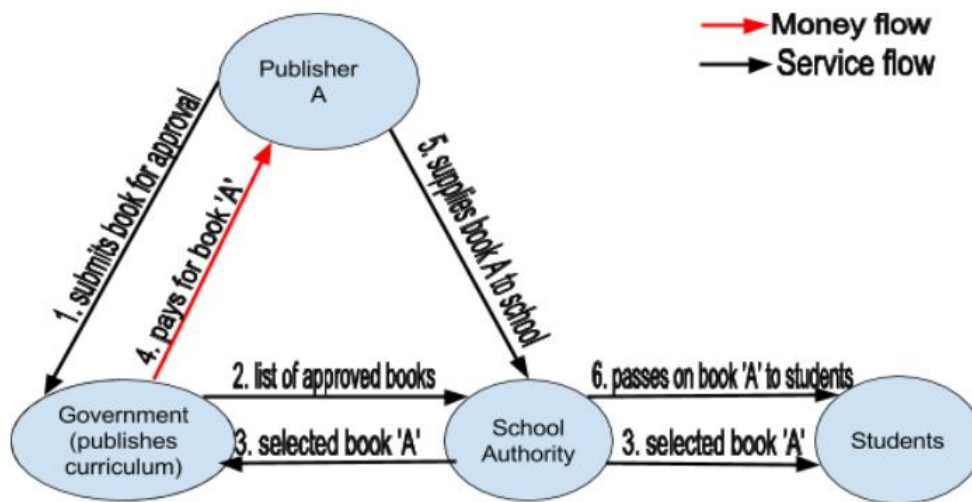 Money flow
Service flow
Publisher
A
1. submits book for approval
4. pays for book 'A'
5. supplies book A to school
2. list of approved books
6. passes on book 'A' to students
Government
(publishes
curriculum)
3. selected book 'A'
School
Authority
3. selected book 'A'
Students